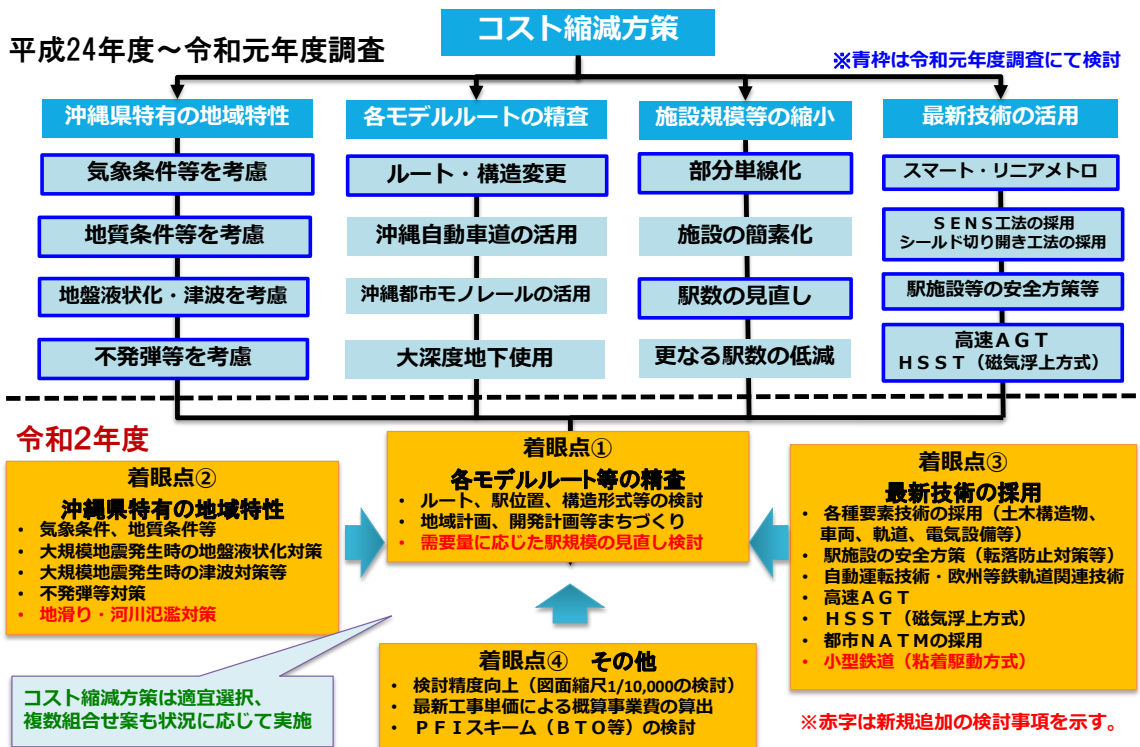 コスト縮減方策
平成24年度～令和元年度調査
※青枠は令和元年度調査にて検討
沖縄県特有の地域特性
気象条件等を考慮
地質条件等を考慮
地盤液状化・津波を考慮
不発弾等を考慮
各モデルルートの精査
ルート・構造変更
沖縄自動車道の活用
沖縄都市モノレールの活用
大深度地下使用
施設規模等の縮小
部分単線化
施設の簡素化
駅数の見直し
更なる駅数の低減
最新技術の活用
スマート・リニアメトロ
ＳＥＮＳ工法の採用
シールド切り開き工法の採用
駅施設等の安全方策等
高速ＡＧＴ
ＨＳＳＴ（磁気浮上方式）
令和2年度
着眼点①
各モデルルート等の精査
・ ルート、駅位置、構造形式等の検討
・ 地域計画、開発計画等まちづくり
・ 需要量に応じた駅規模の見直し検討
着眼点②
沖縄県特有の地域特性
・ 気象条件、地質条件等
・ 大規模地震発生時の地盤液状化対策
・ 大規模地震発生時の津波対策等
・ 不発弾等対策
・ 地滑り・河川氾濫対策
着眼点③
最新技術の採用
・ 各種要素技術の採用（土木構造物、
車両、軌道、電気設備等）
・ 駅施設の安全方策（転落防止対策等）
・ 自動運転技術・欧州等鉄軌道関連技術
・ 高速ＡＧＴ
・ ＨＳＳＴ（磁気浮上方式）
・ 都市ＮＡＴＭの採用
・ 小型鉄道（粘着駆動方式）
着眼点④ その他
・ 検討精度向上（図面縮尺1/10,000の検討）
・ 最新工事単価による概算事業費の算出
・ ＰＦＩスキーム（ＢＴＯ等）の検討
コスト縮減方策は適宜選択、
複数組合せ案も状況に応じて実施
※赤字は新規追加の検討事項を示す。